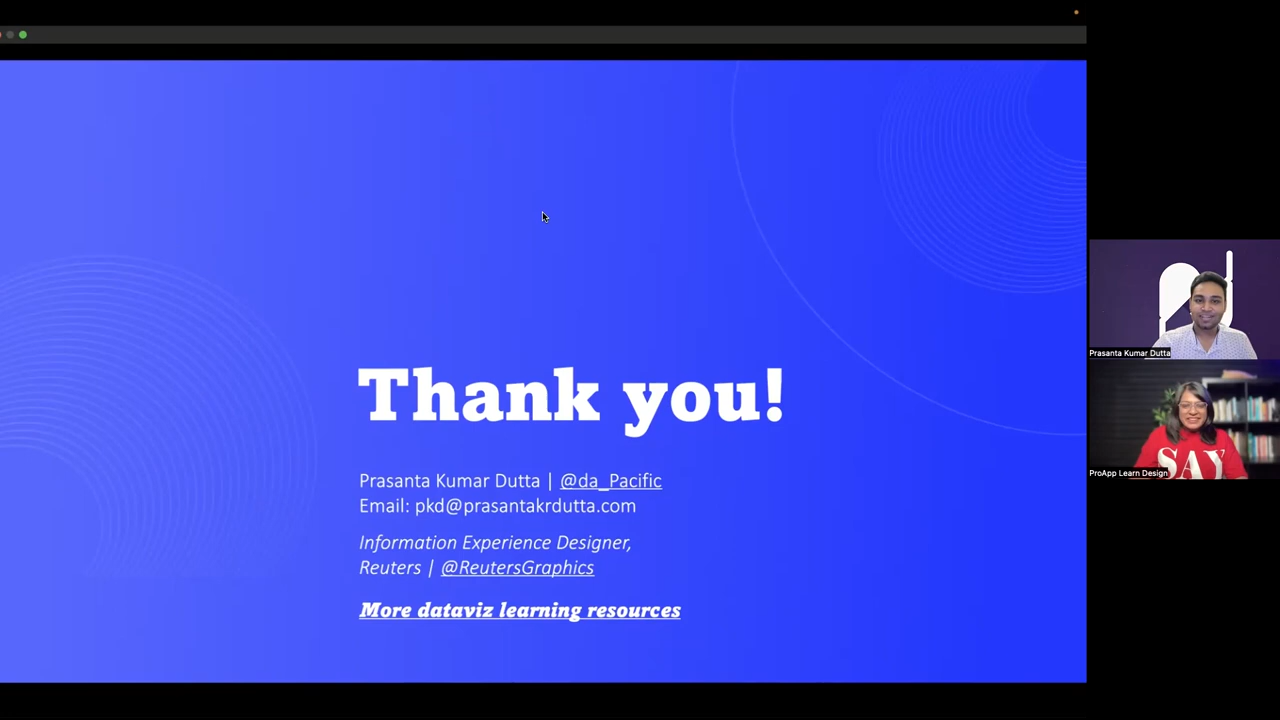 Thank you!
Prasanta Kumar Dutta | @da_Pacific
Email: pkd@prasantakrdutta.com
Information Experience Designer,
Reuters | @ReutersGraphics
More dataviz learning resources
Prasanta Kumar Dutta
SAY
ProApp Learn Design